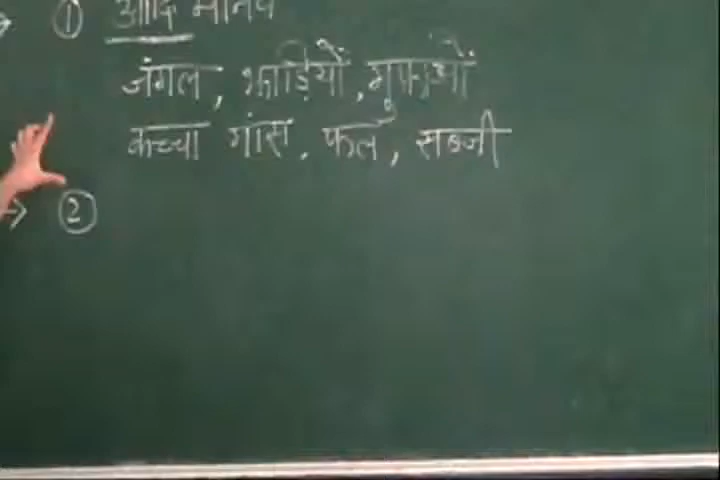 → ① आदि मानव
जंगल, झाड़ियों, गुफाओं
कच्चा मांस, फल, सब्जी
→ ②